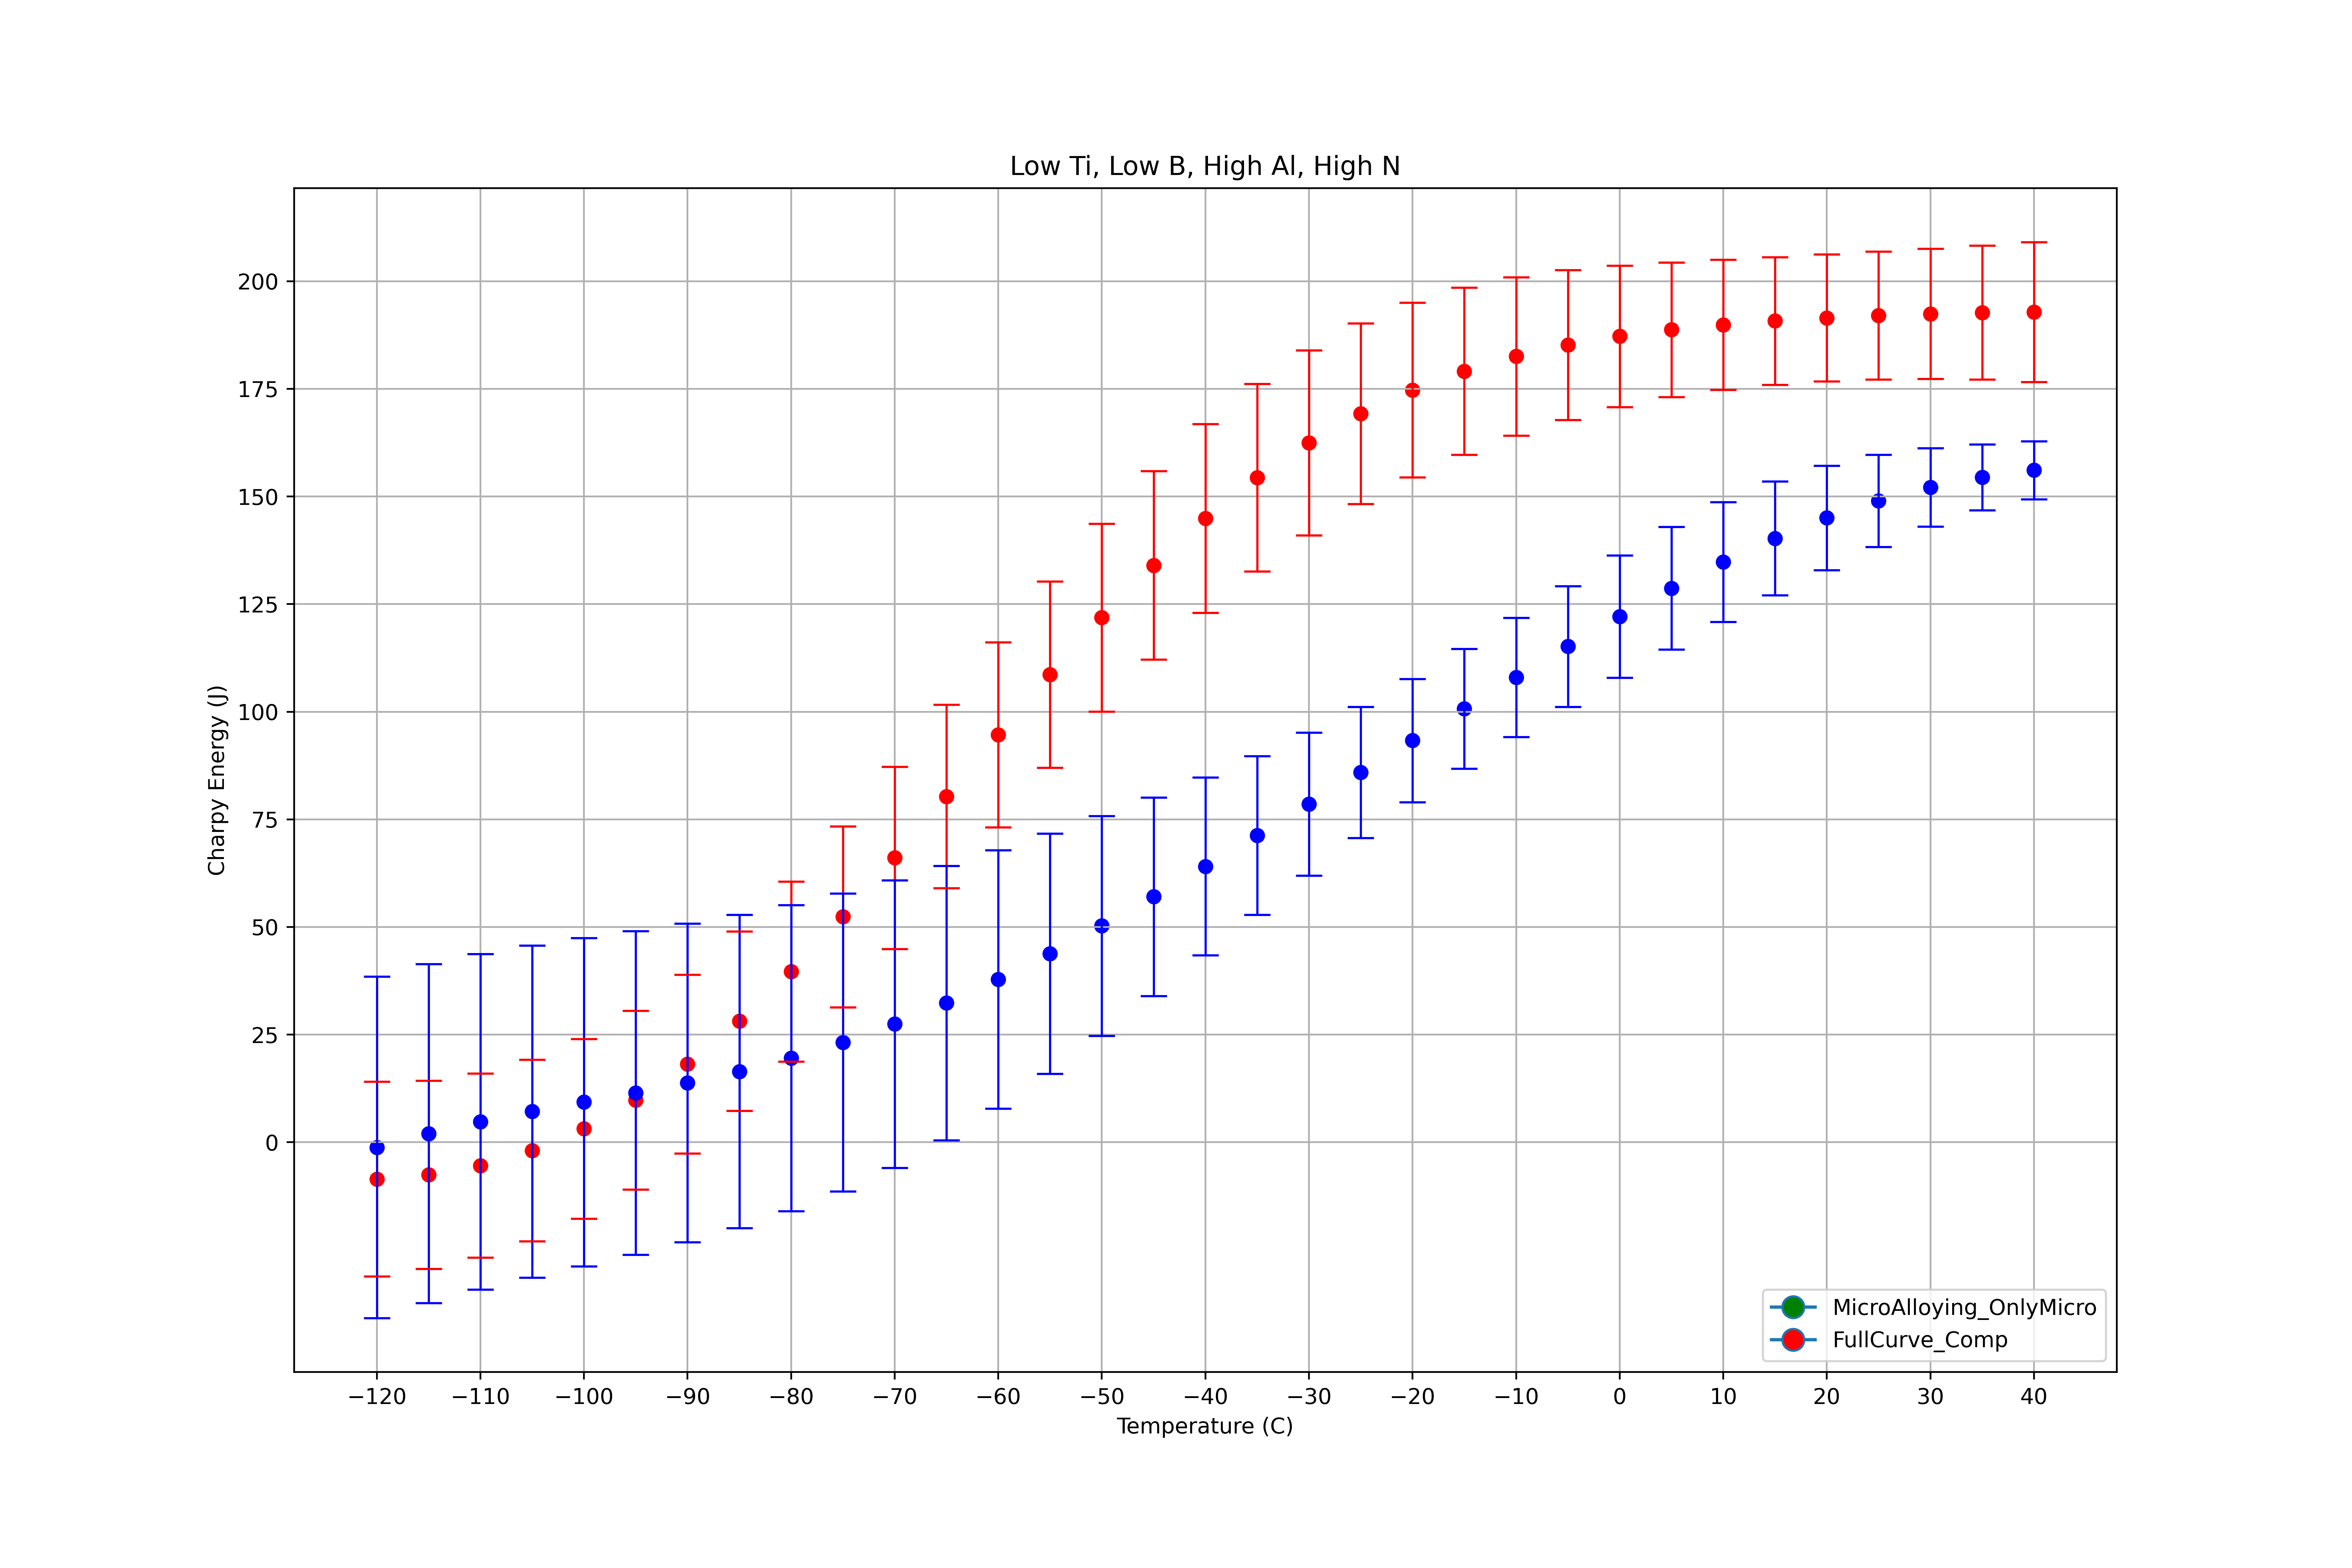 Low Ti, Low B, High Al, High N
Charpy Energy (J)
200
175
150
125
100
75
50
25
0
−120 −110 −100 −90 −80 −70 −60 −50 −40 −30 −20 −10 0 10 20 30 40
Temperature (C)
MicroAlloying_OnlyMicro
FullCurve_Comp